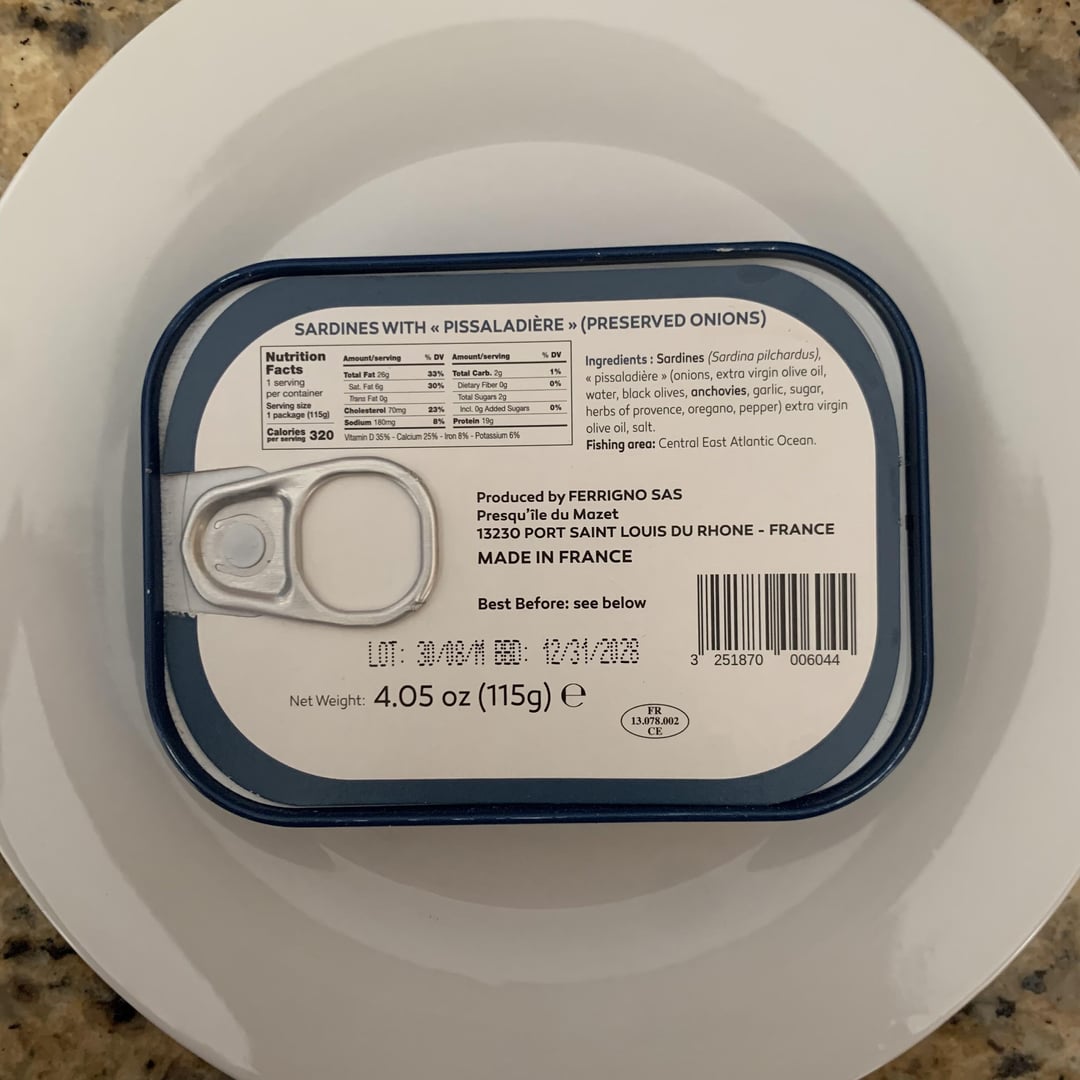 SARDINES WITH « PISSALADIÈRE » (PRESERVED ONIONS)
Nutrition
Facts
1 serving
per container
Serving size
1 package (115g)
Calories
per serving 320
Amount/serving % DV
Total Fat 26g 33%
Sat. Fat 6g 30%
Trans Fat 0g
Cholesterol 70mg 23%
Sodium 180mg 8%
Amount/serving % DV
Total Carb. 2g 1%
Dietary Fiber 0g 0%
Total Sugars 2g
Incl. 0g Added Sugars 0%
Protein 19g
Vitamin D 35% - Calcium 25% - Iron 8% - Potassium 6%
Ingredients : Sardines (Sardina pilchardus),
« pissaladière » (onions, extra virgin olive oil,
water, black olives, anchovies, garlic, sugar,
herbs of provence, oregano, pepper) extra virgin
olive oil, salt.
Fishing area: Central East Atlantic Ocean.
Produced by FERRIGNO SAS
Presqu'île du Mazet
13230 PORT SAINT LOUIS DU RHONE - FRANCE
MADE IN FRANCE
Best Before: see below
LOT: 30/08/M BBD: 12/31/2028
3 251870 006044
Net Weight: 4.05 oz (115g) ℮
FR
13.078.002
CE